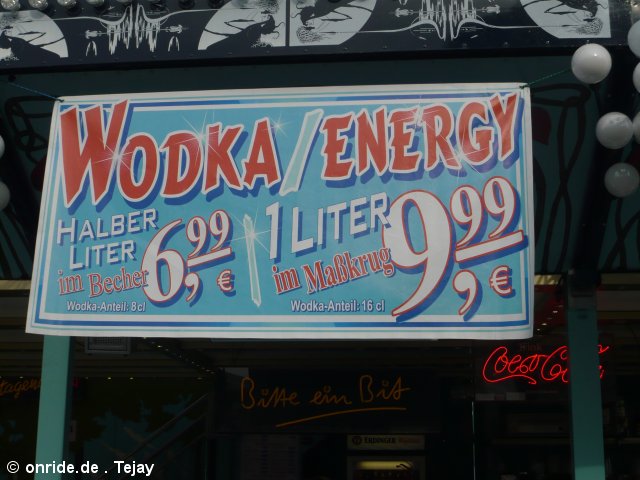 WODKA/ENERGY
HALBER
LITER
im Becher
6,99 €
Wodka-Anteil: 8cl
1 LITER
im Maßkrug
9,99 €
Wodka-Anteil: 16 cl
Coca-Cola
Bitte ein Bit
ERDINGER
© onride.de . Tejay